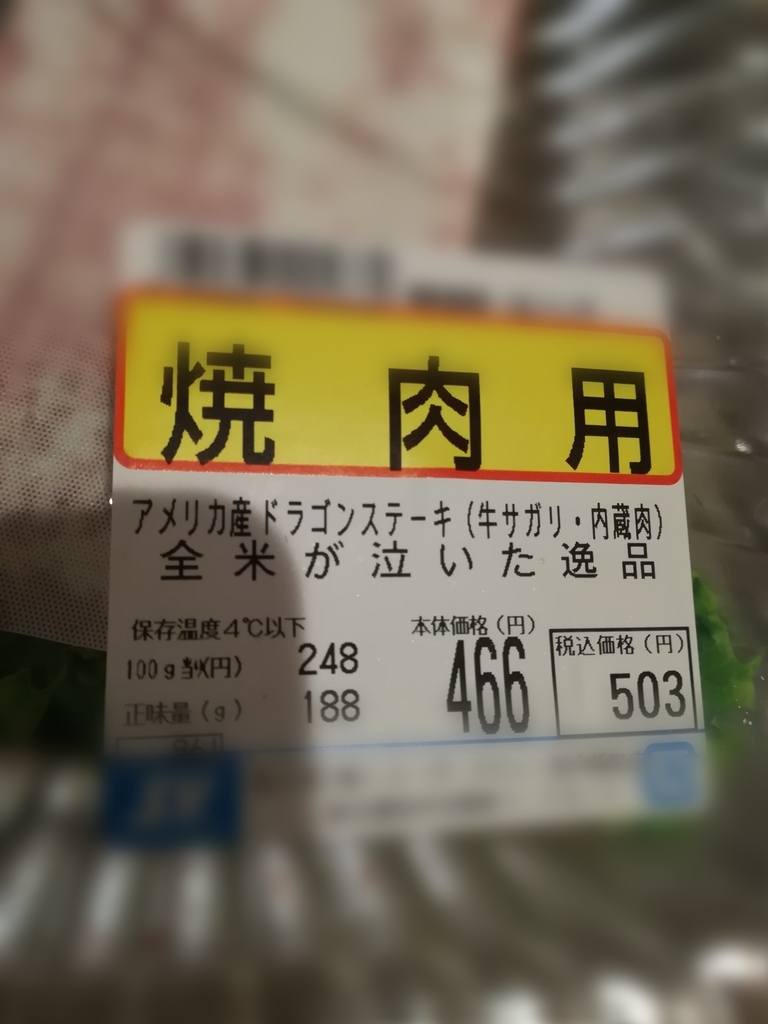 焼肉用
アメリカ産ドラゴンステーキ(牛サガリ・内蔵肉)
全米が泣いた逸品
保存温度4℃以下
100g当り(円) 248
正味量(g) 188
本体価格(円)
466
税込価格(円)
503